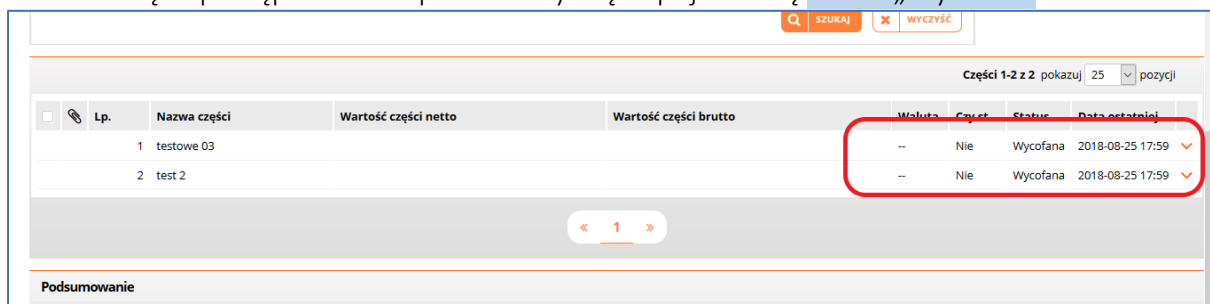 SZUKAJ WYCZYŚĆ
Części 1-2 z 2 pokazuj 25 pozycji
Lp. Nazwa części Wartość części netto Wartość części brutto Waluta Czy st. Status Data ostatniej
1 testowe 03 -- Nie Wycofana 2018-08-25 17:59
2 test 2 -- Nie Wycofana 2018-08-25 17:59
« 1 »
Podsumowanie